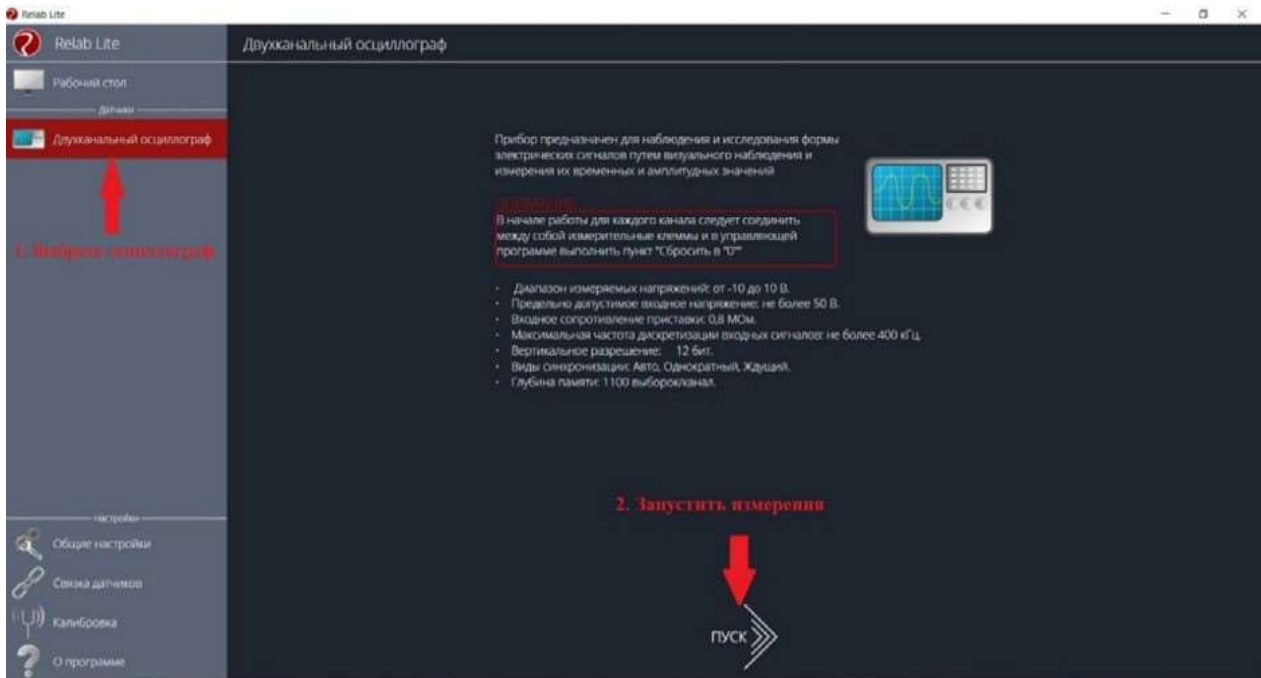 Relab Lite
Relab Lite
Двухканальный осциллограф
Рабочий стол
Датчики
Двухканальный осциллограф
1. Выбрать осциллограф
Прибор предназначен для наблюдения и исследования формы
электрических сигналов путем визуального наблюдения и
измерения их временных и амплитудных значений
ВНИМАНИЕ
В начале работы для каждого канала следует соединить
между собой измерительные клеммы и в управляющей
программе выполнить пункт "Сбросить в "0""
· Диапазон измеряемых напряжений: от -10 до 10 В.
· Предельно допустимое входное напряжение: не более 50 В.
· Входное сопротивление приставки: 0,8 МОм.
· Максимальная частота дискретизации входных сигналов: не более 400 кГц.
· Вертикальное разрешение: 12 бит.
· Виды синхронизации: Авто, Однократный, Ждущий.
· Глубина памяти: 1100 выборок/канал.
2. Запустить измерения
ПУСК
Настройки
Общие настройки
Связка датчиков
Калибровка
О программе